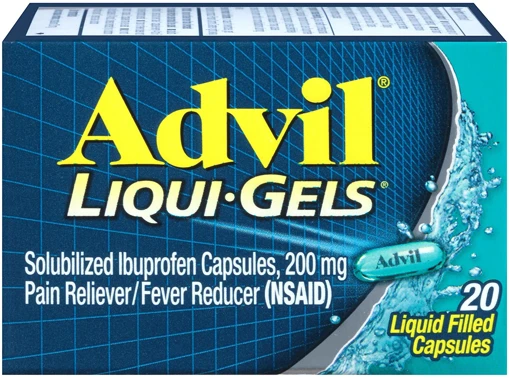 Advil®
LIQUI•GELS®
Solubilized Ibuprofen Capsules, 200 mg
Pain Reliever/Fever Reducer (NSAID)
Advil
20
Liquid Filled
Capsules